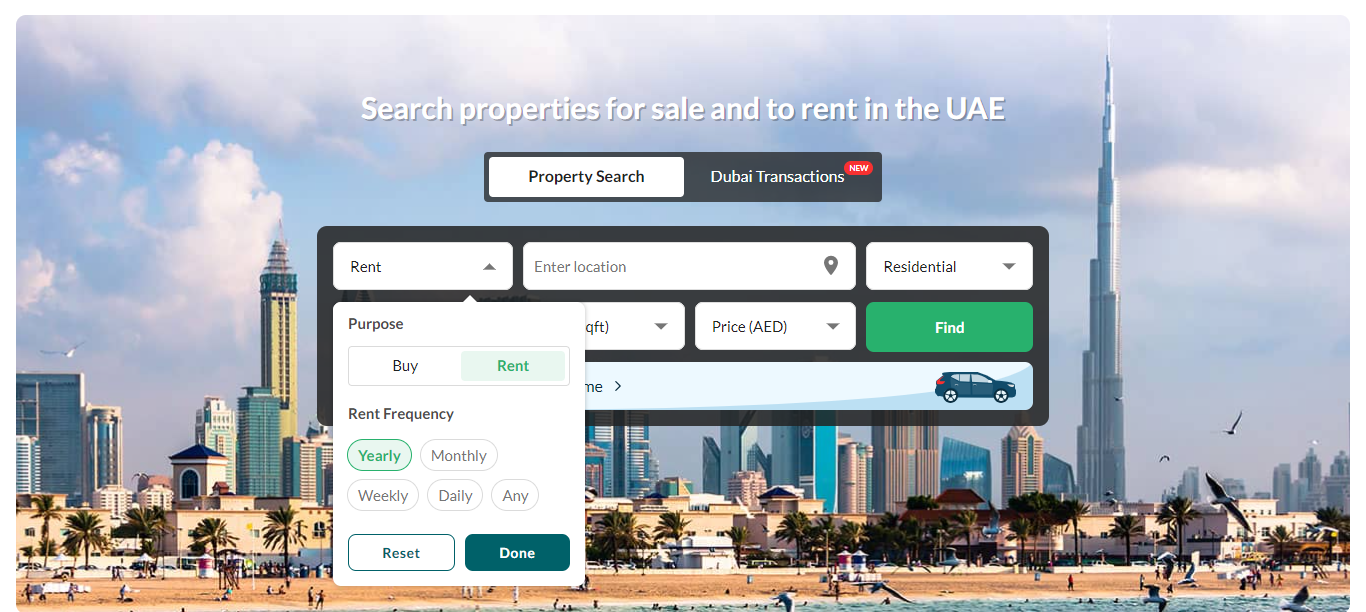 Search properties for sale and to rent in the UAE
Property Search
Dubai Transactions NEW
Rent
Enter location
Residential
qft)
Price (AED)
Find
me
Purpose
Buy
Rent
Rent Frequency
Yearly
Monthly
Weekly
Daily
Any
Reset
Done